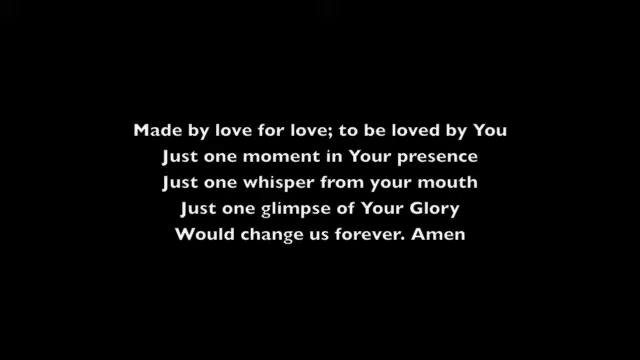 Made by love for love; to be loved by You
Just one moment in Your presence
Just one whisper from your mouth
Just one glimpse of Your Glory
Would change us forever. Amen